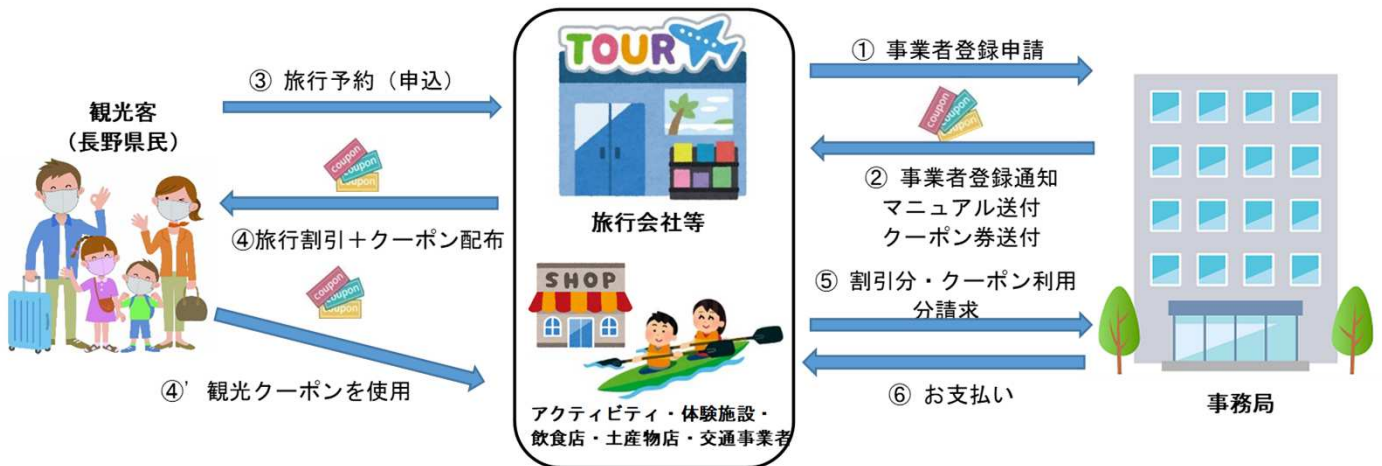 TOUR
① 事業者登録申請
③ 旅行予約（申込）
観光客
（長野県民）
coupon
coupon
coupon
coupon
coupon
coupon
② 事業者登録通知
マニュアル送付
クーポン券送付
旅行会社等
④旅行割引＋クーポン配布
SHOP
coupon
coupon
coupon
⑤ 割引分・クーポン利用
分請求
④’ 観光クーポンを使用
⑥ お支払い
事務局
アクティビティ・体験施設・
飲食店・土産物店・交通事業者